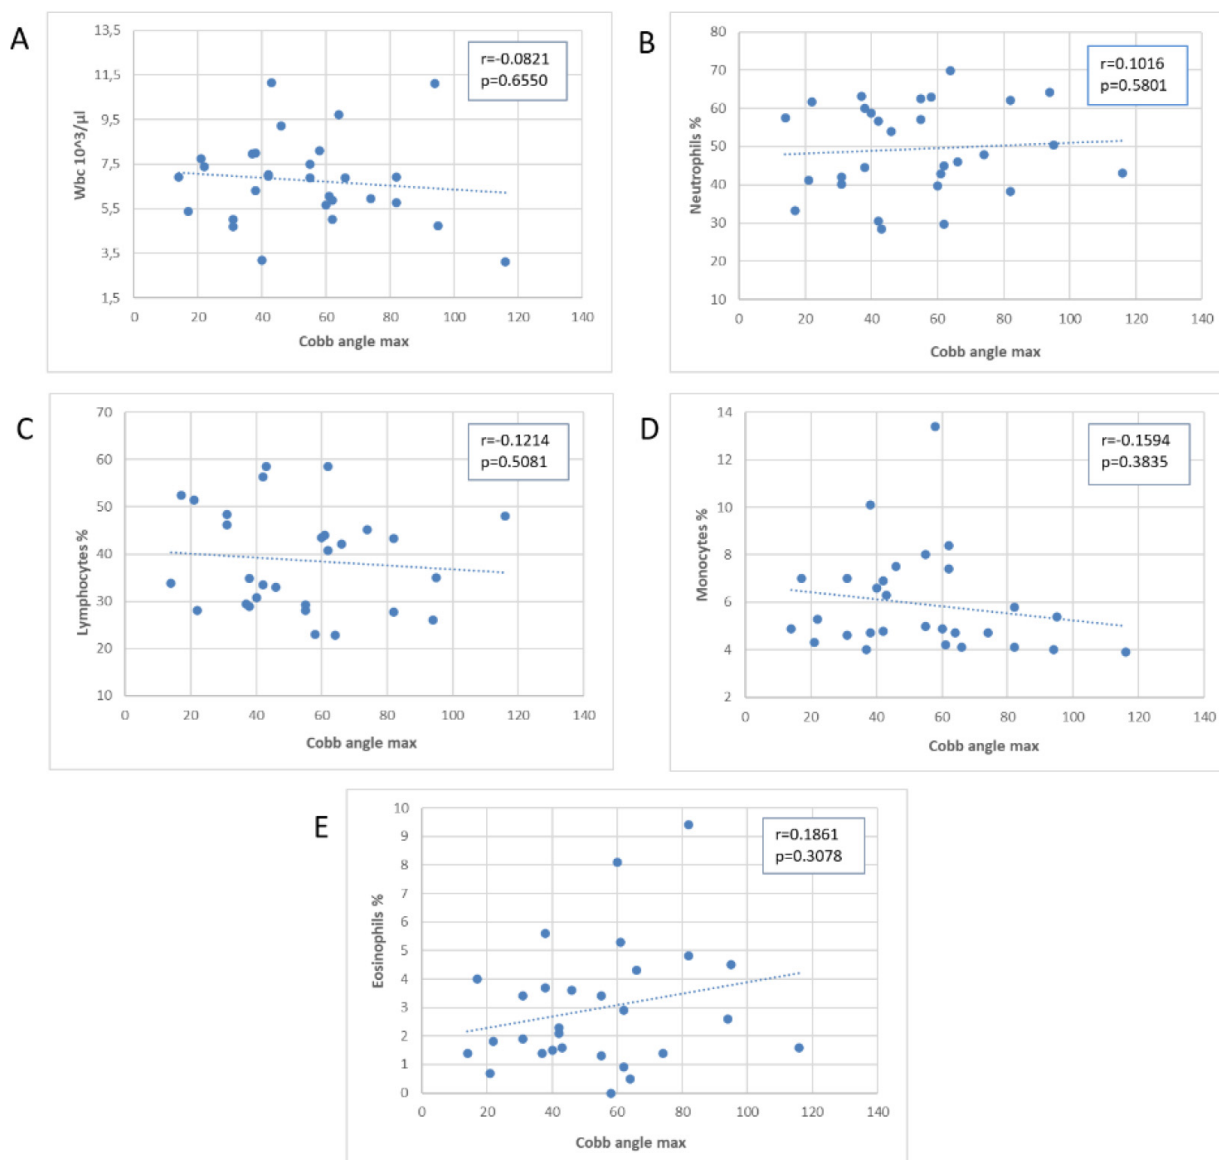 A
r=-0.0821
p=0.6550
Wbc 10^3/µl
13,5
11,5
9,5
7,5
5,5
3,5
1,5
0 20 40 60 80 100 120 140
Cobb angle max
B
r=0.1016
p=0.5801
Neutrophils %
80
70
60
50
40
30
20
10
0 20 40 60 80 100 120 140
Cobb angle max
C
r=-0.1214
p=0.5081
Lymphocytes %
70
60
50
40
30
20
10
0 20 40 60 80 100 120 140
Cobb angle max
D
r=-0.1594
p=0.3835
Monocytes %
14
12
10
8
6
4
2
0 20 40 60 80 100 120 140
Cobb angle max
E
r=0.1861
p=0.3078
Eosinophils %
10
9
8
7
6
5
4
3
2
1
0
0 20 40 60 80 100 120 140
Cobb angle max